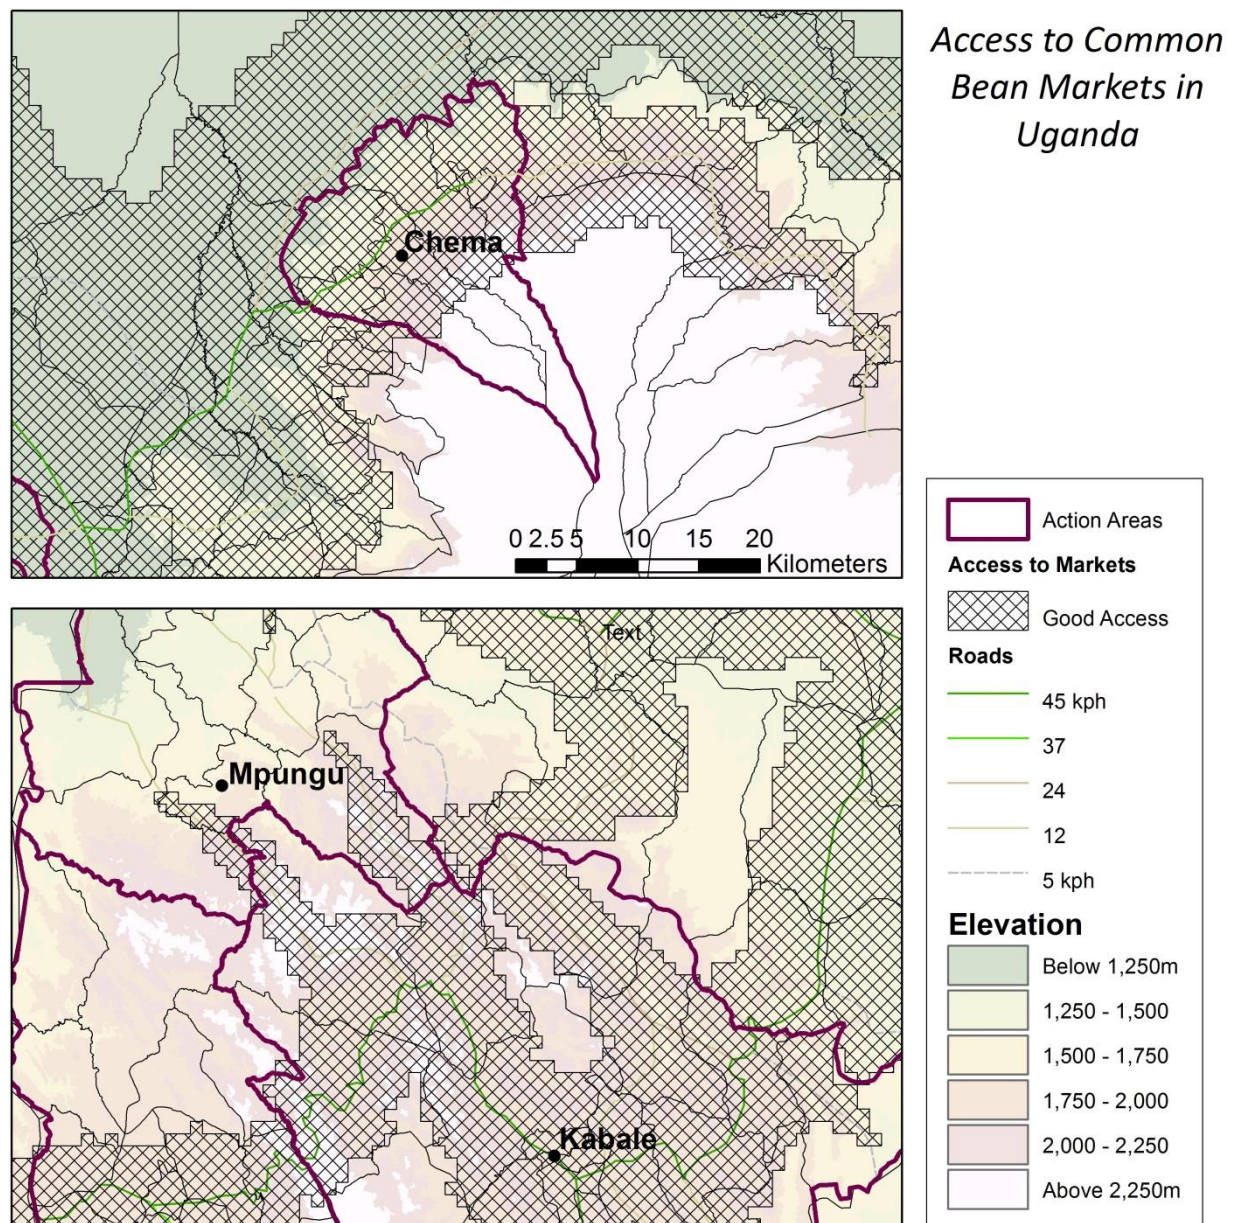 Access to Common
Bean Markets in
Uganda
Chema
0 2.5 5 10 15 20
Kilometers
Text
Mpungu
Kabale
Action Areas
Access to Markets
Good Access
Roads
45 kph
37
24
12
5 kph
Elevation
Below 1,250m
1,250 - 1,500
1,500 - 1,750
1,750 - 2,000
2,000 - 2,250
Above 2,250m